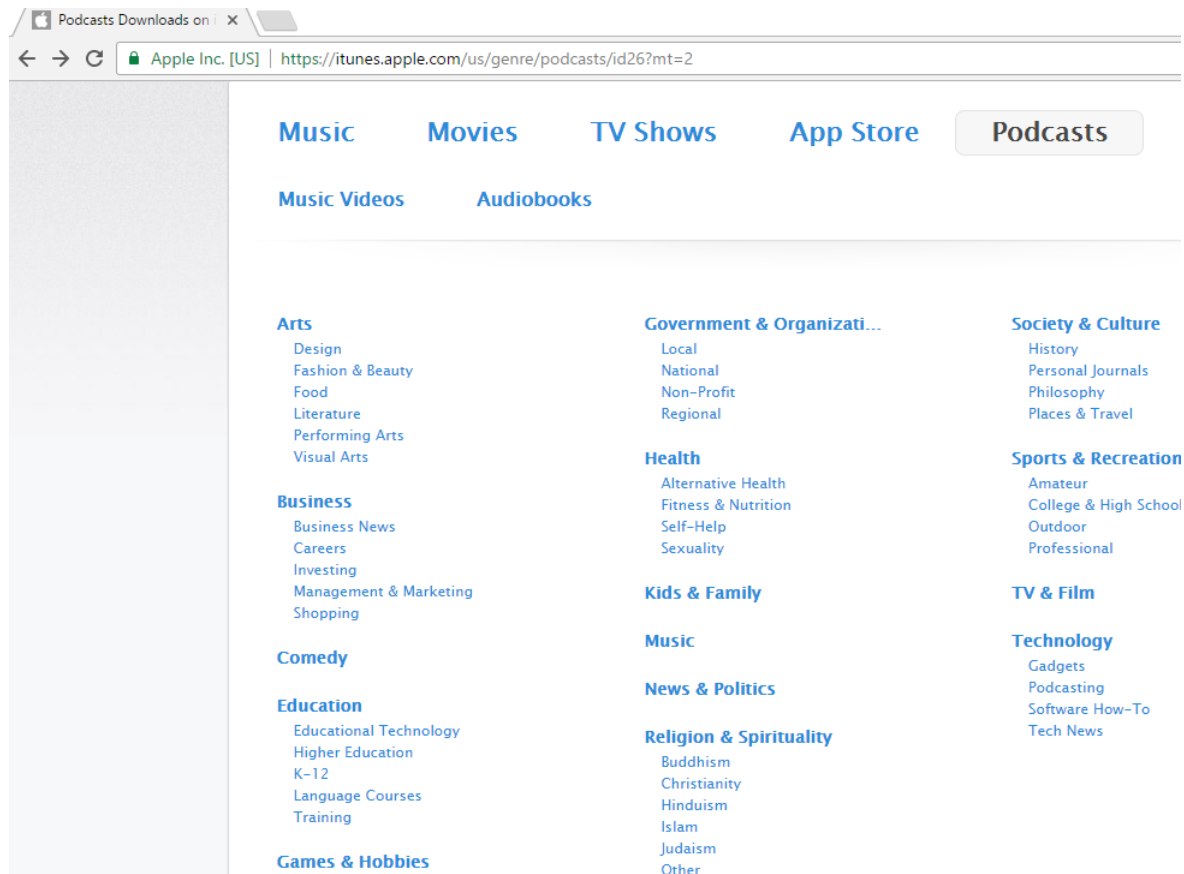 Podcasts Downloads on i
Apple Inc. [US] | https://itunes.apple.com/us/genre/podcasts/id26?mt=2
Music Movies TV Shows App Store Podcasts
Music Videos Audiobooks
Arts
Design
Fashion & Beauty
Food
Literature
Performing Arts
Visual Arts
Business
Business News
Careers
Investing
Management & Marketing
Shopping
Comedy
Education
Educational Technology
Higher Education
K-12
Language Courses
Training
Games & Hobbies
Government & Organizati...
Local
National
Non-Profit
Regional
Health
Alternative Health
Fitness & Nutrition
Self-Help
Sexuality
Kids & Family
Music
News & Politics
Religion & Spirituality
Buddhism
Christianity
Hinduism
Islam
Judaism
Other
Society & Culture
History
Personal Journals
Philosophy
Places & Travel
Sports & Recreation
Amateur
College & High School
Outdoor
Professional
TV & Film
Technology
Gadgets
Podcasting
Software How-To
Tech News